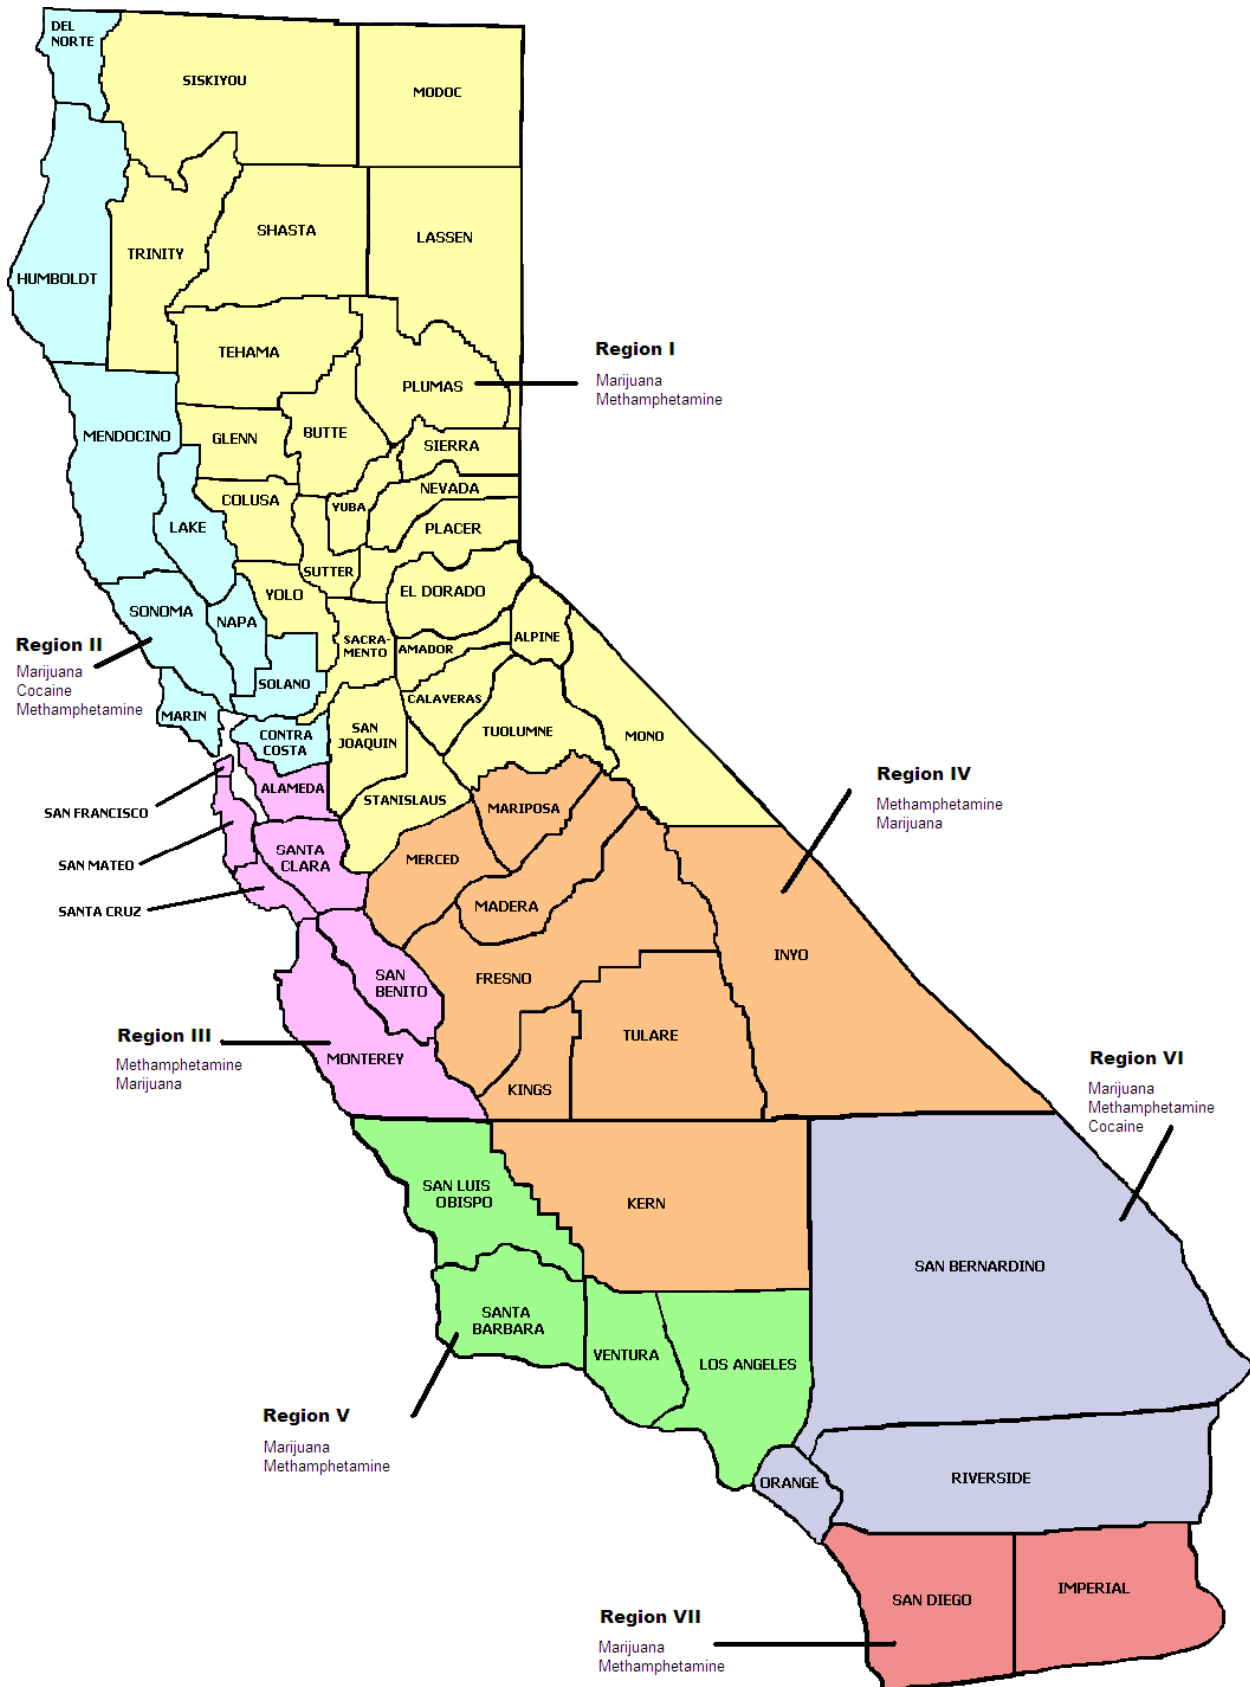 DEL
NORTE
SISKIYOU
MODOC
SHASTA
LASSEN
TRINITY
HUMBOLDT
TEHAMA
PLUMAS
Region I
Marijuana
Methamphetamine
MENDOCINO
GLENN
BUTTE
SIERRA
COLUSA
YUBA
NEVADA
LAKE
PLACER
SUTTER
YOLO
EL DORADO
SONOMA
NAPA
SACRA-
MENTO
AMADOR
ALPINE
Region II
Marijuana
Cocaine
Methamphetamine
SOLANO
CALAVERAS
MARIN
CONTRA
COSTA
SAN
JOAQUIN
TUOLUMNE
MONO
ALAMEDA
STANISLAUS
MARIPOSA
Region IV
Methamphetamine
Marijuana
SAN FRANCISCO
SAN MATEO
SANTA
CLARA
MERCED
SANTA CRUZ
MADERA
INYO
SAN
BENITO
FRESNO
Region III
Methamphetamine
Marijuana
MONTEREY
TULARE
KINGS
Region VI
Marijuana
Methamphetamine
Cocaine
SAN LUIS
OBISPO
KERN
SAN BERNARDINO
SANTA
BARBARA
VENTURA
LOS ANGELES
Region V
Marijuana
Methamphetamine
ORANGE
RIVERSIDE
SAN DIEGO
IMPERIAL
Region VII
Marijuana
Methamphetamine